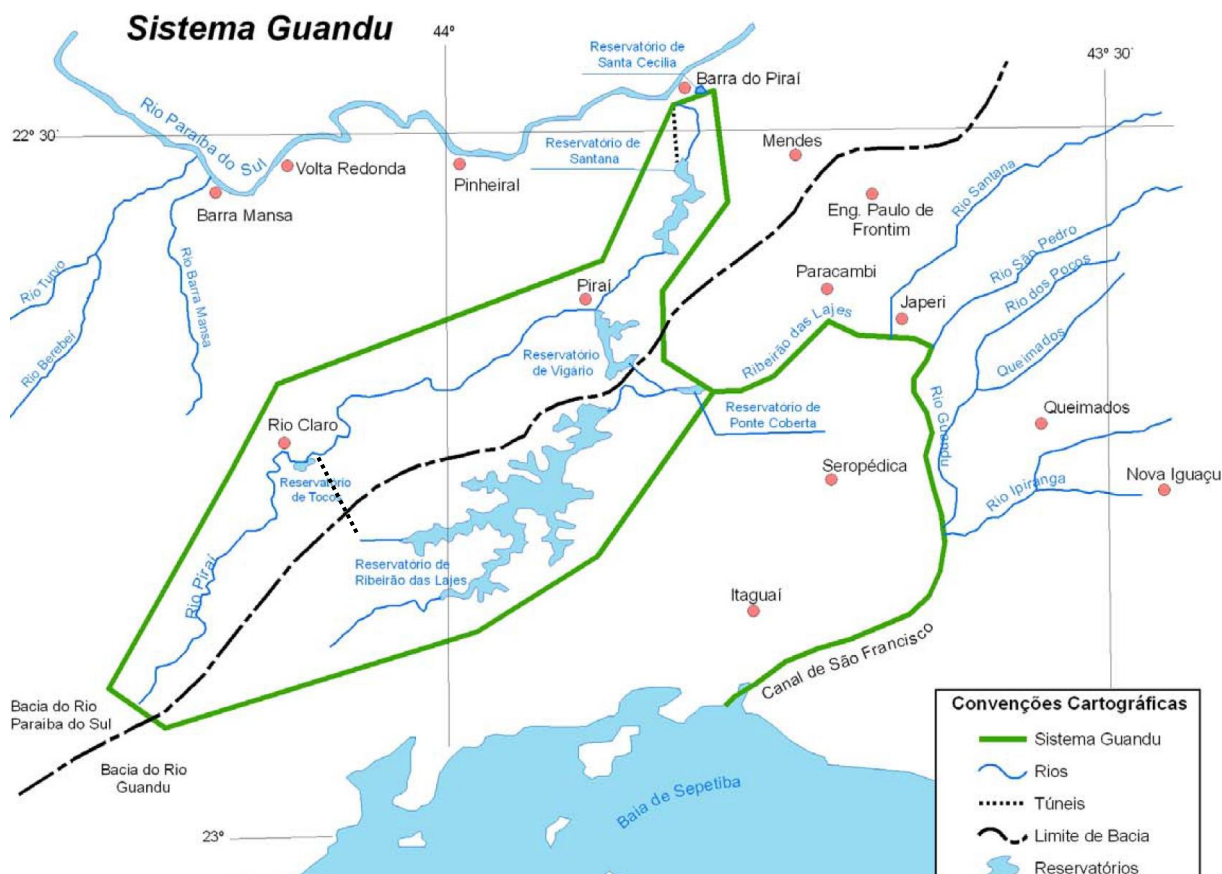 Sistema Guandu
44º
43º 30'
22º 30'
23º
Reservatório de
Santa Cecilia
Barra do Piraí
Rio Paraiba do Sul
Reservatório de
Santana
Mendes
Volta Redonda
Pinheiral
Barra Mansa
Eng. Paulo de
Frontim
Rio Santana
Rio São Pedro
Rio dos Poços
Queimados
Rio Turvo
Rio Berebeí
Rio Barra Mansa
Piraí
Paracambi
Japeri
Ribeirão das Lajes
Reservatório
de Vigário
Reservatório de
Ponte Coberta
Rio Guandu
Queimados
Rio Claro
Reservatório
de Tocos
Seropédica
Nova Iguaçu
Rio Ipiranga
Rio Piraí
Reservatório de
Ribeirão das Lajes
Itaguaí
Canal de São Francisco
Bacia do Rio
Paraiba do Sul
Bacia do Rio
Guandu
Baia de Sepetiba
Convenções Cartográficas
Sistema Guandu
Rios
Túneis
Limite de Bacia
Reservatórios